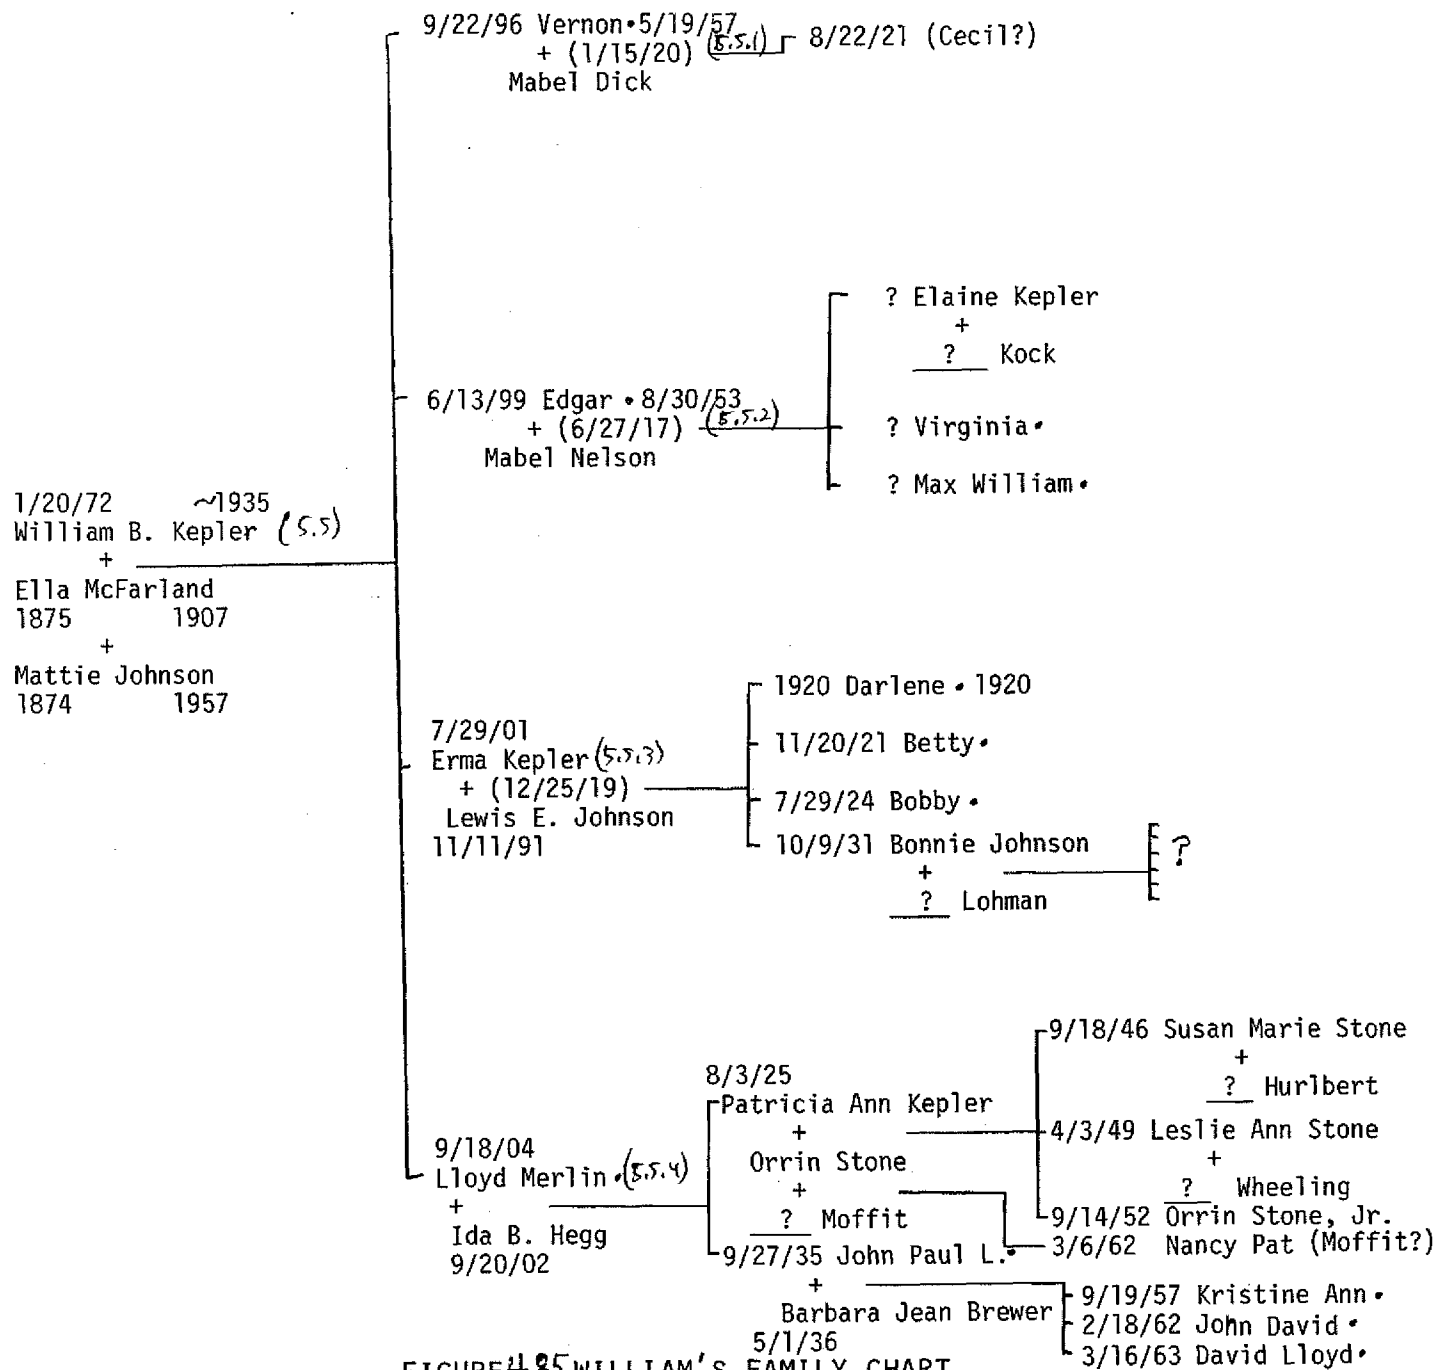 9/22/96 Vernon•5/19/57
+ (1/15/20) (5.5.1) 8/22/21 (Cecil?)
Mabel Dick
? Elaine Kepler
+
? Kock
6/13/99 Edgar • 8/30/53
+ (6/27/17) (5.5.2)
Mabel Nelson
? Virginia•
? Max William•
1/20/72 ~1935
William B. Kepler (5.5)
+
Ella McFarland
1875 1907
+
Mattie Johnson
1874 1957
7/29/01
Erma Kepler (5.5.3)
+ (12/25/19)
Lewis E. Johnson
11/11/91
1920 Darlene • 1920
11/20/21 Betty•
7/29/24 Bobby •
10/9/31 Bonnie Johnson
+
? Lohman
?
9/18/04
Lloyd Merlin •(5.5.4)
+
Ida B. Hegg
9/20/02
8/3/25
Patricia Ann Kepler
+
Orrin Stone
+
? Moffit
9/27/35 John Paul L.•
+
Barbara Jean Brewer
5/1/36
9/18/46 Susan Marie Stone
+
? Hurlbert
4/3/49 Leslie Ann Stone
+
? Wheeling
9/14/52 Orrin Stone, Jr.
3/6/62 Nancy Pat (Moffit?)
9/19/57 Kristine Ann •
2/18/62 John David •
3/16/63 David Lloyd•
FIGURE 4.85 WILLIAM'S FAMILY CHART